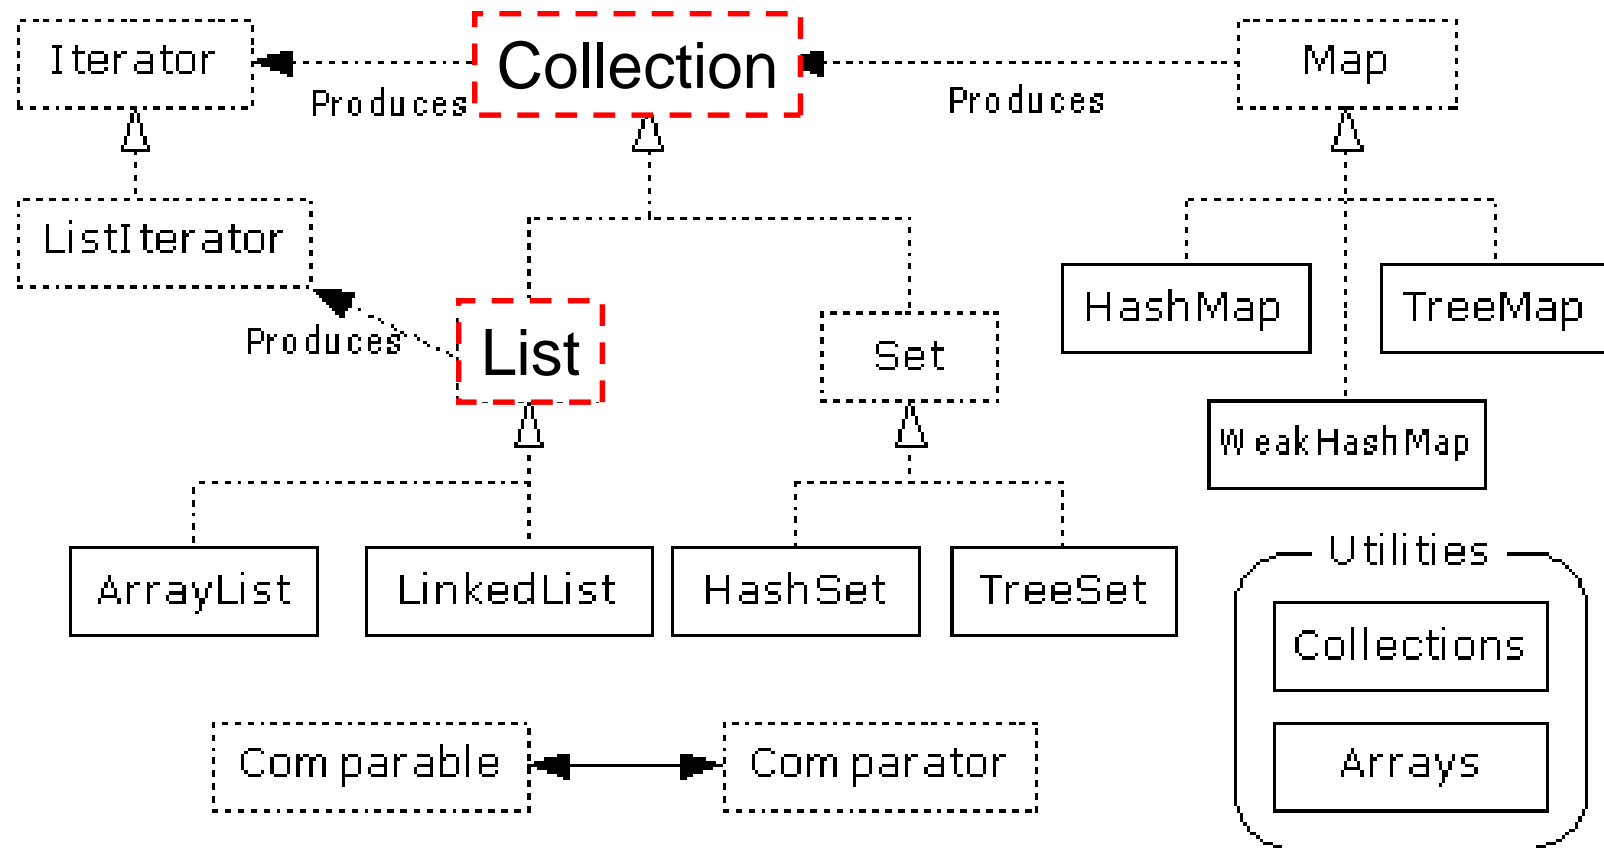 Iterator
Collection
Map
Produces
Produces
ListIterator
HashMap
TreeMap
Produces
List
Set
WeakHashMap
Utilities
ArrayList
LinkedList
HashSet
TreeSet
Collections
Comparable
Comparator
Arrays